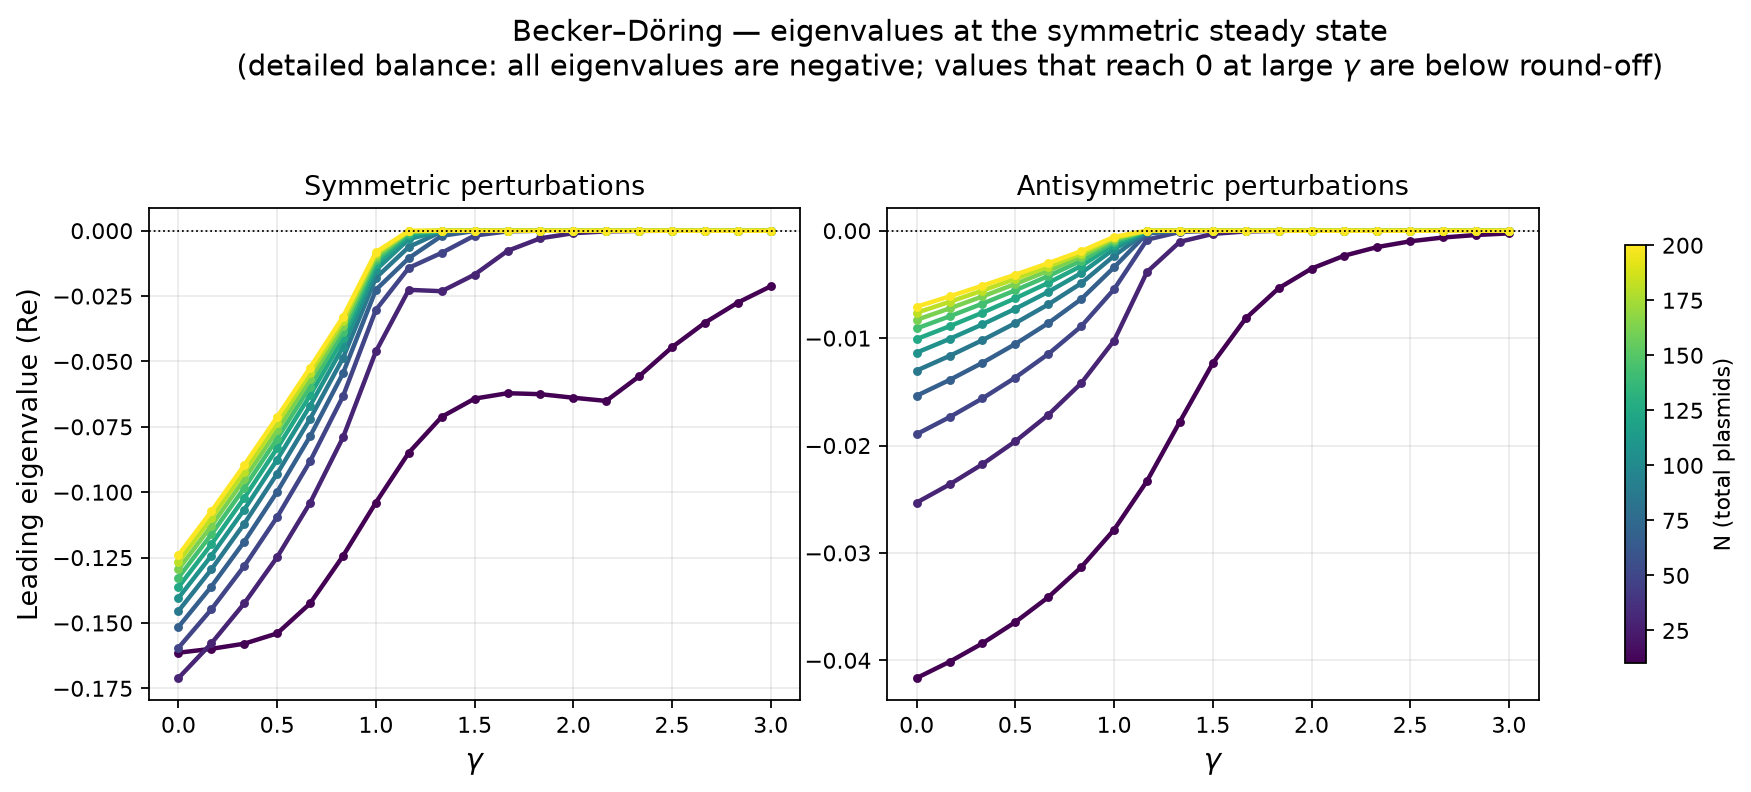 Becker–Döring — eigenvalues at the symmetric steady state
(detailed balance: all eigenvalues are negative; values that reach 0 at large γ are below round-off)
Symmetric perturbations
Antisymmetric perturbations
Leading eigenvalue (Re)
0.000
−0.025
−0.050
−0.075
−0.100
−0.125
−0.150
−0.175
0.0 0.5 1.0 1.5 2.0 2.5 3.0
γ
0.00
−0.01
−0.02
−0.03
−0.04
0.0 0.5 1.0 1.5 2.0 2.5 3.0
γ
200
175
150
125
100
75
50
25
N (total plasmids)